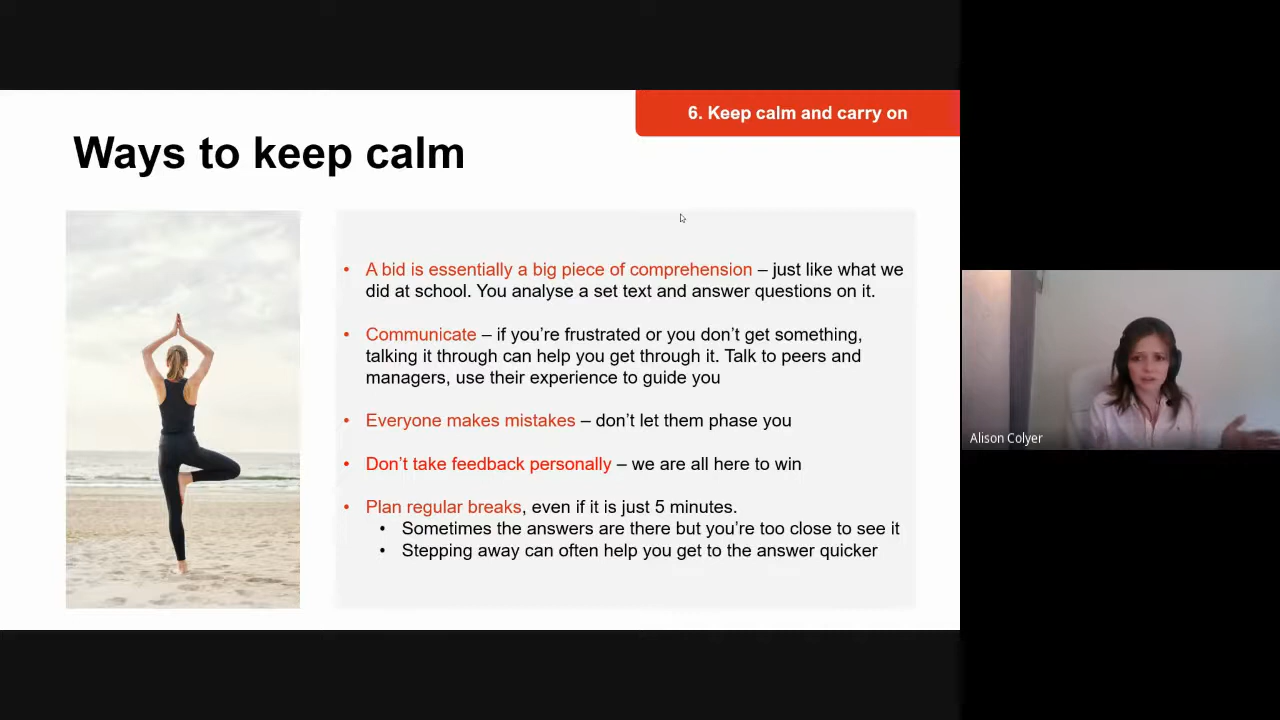 6. Keep calm and carry on
Ways to keep calm
• A bid is essentially a big piece of comprehension – just like what we
did at school. You analyse a set text and answer questions on it.
• Communicate – if you’re frustrated or you don’t get something,
talking it through can help you get through it. Talk to peers and
managers, use their experience to guide you
• Everyone makes mistakes – don’t let them phase you
• Don’t take feedback personally – we are all here to win
• Plan regular breaks, even if it is just 5 minutes.
• Sometimes the answers are there but you’re too close to see it
• Stepping away can often help you get to the answer quicker
Alison Colyer